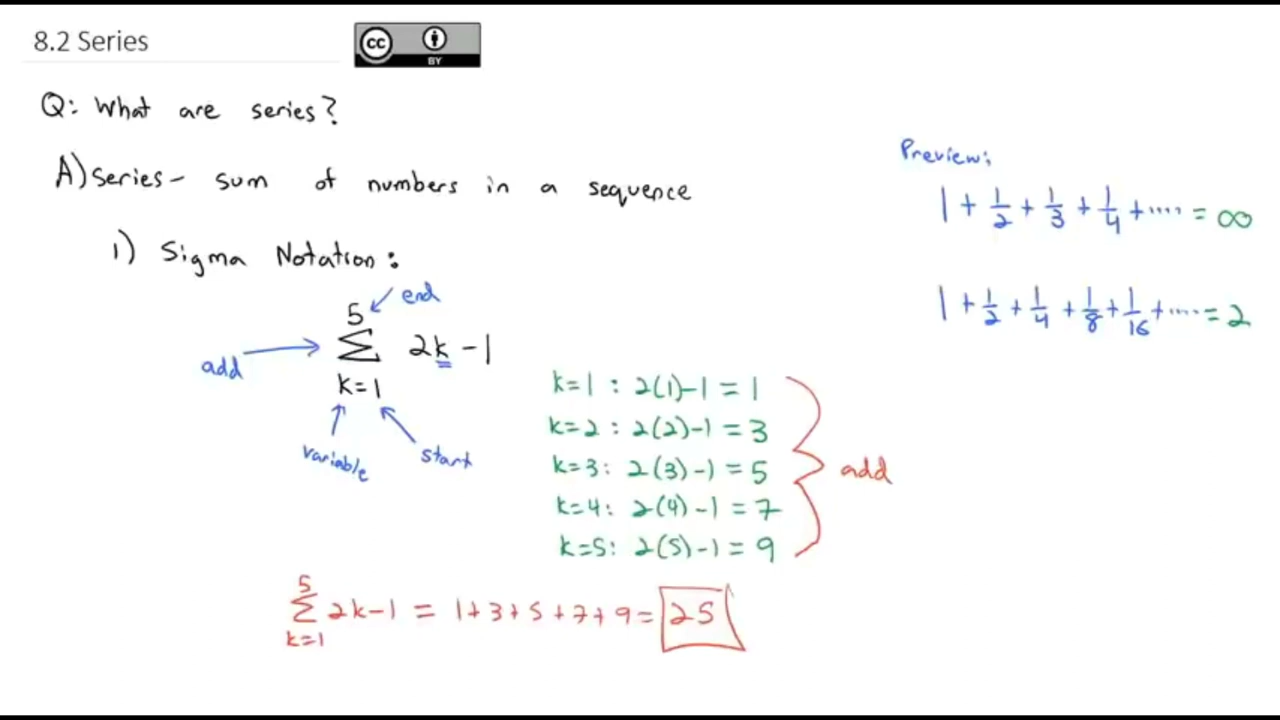 8.2 Series
cc BY
Q: What are series?
A) Series - sum of numbers in a sequence
1) Sigma Notation:
end
5
add
∑ 2k - 1
k=1
variable
start
k=1 : 2(1)-1 = 1
k=2 : 2(2)-1 = 3
k=3: 2(3)-1 = 5
k=4: 2(4)-1 = 7
k=5: 2(5)-1 = 9
add
5
∑ 2k-1 = 1+3+5+7+9 = 25
k=1
Preview:
1 + 1/2 + 1/3 + 1/4 + .... = ∞
1 + 1/2 + 1/4 + 1/8 + 1/16 + .... = 2